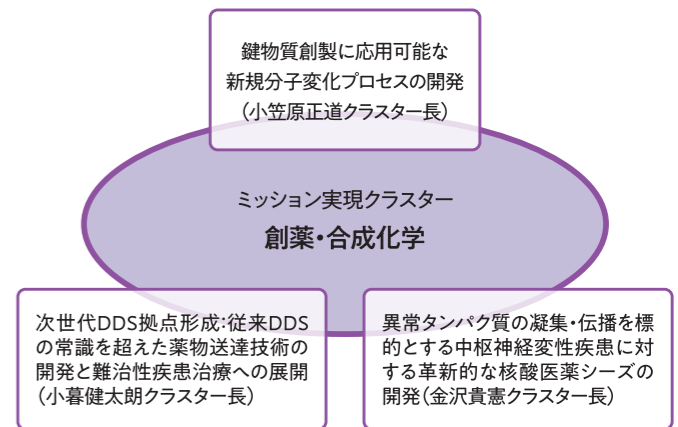 鍵物質創製に応用可能な
新規分子変化プロセスの開発
（小笠原正道クラスター長）
ミッション実現クラスター
創薬・合成化学
次世代DDS拠点形成：従来DDS
の常識を超えた薬物送達技術の
開発と難治性疾患治療への展開
（小暮健太朗クラスター長）
異常タンパク質の凝集・伝播を標
的とする中枢神経変性疾患に対
する革新的な核酸医薬シーズの
開発（金沢貴憲クラスター長）